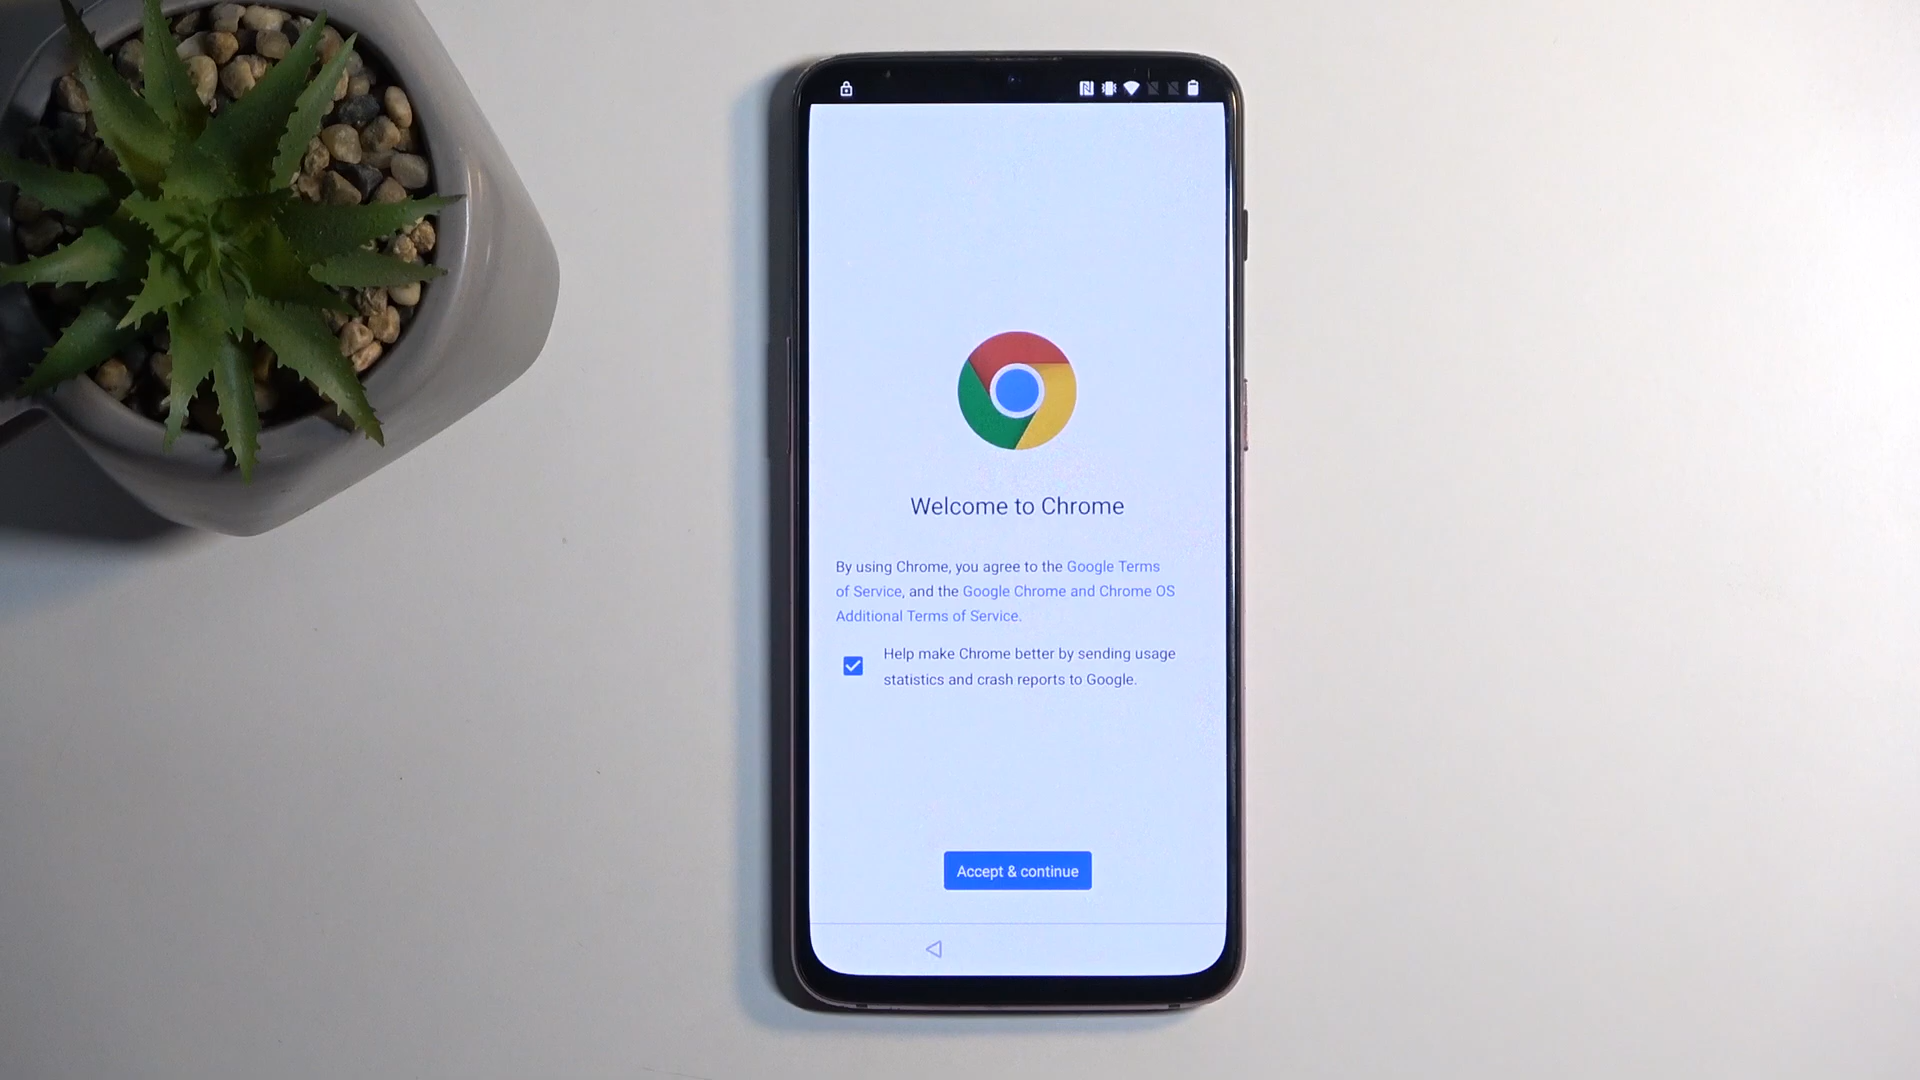 Welcome to Chrome
By using Chrome, you agree to the Google Terms
of Service, and the Google Chrome and Chrome OS
Additional Terms of Service.
Help make Chrome better by sending usage
statistics and crash reports to Google.
Accept & continue